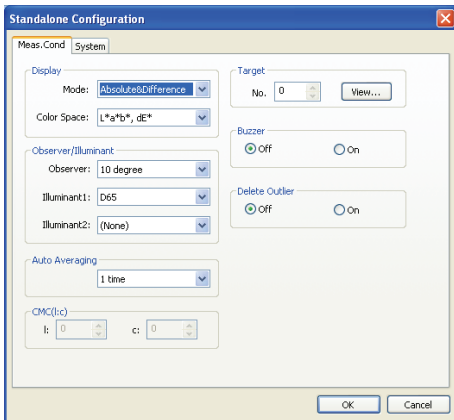 Standalone Configuration
Meas.Cond System
Display
Mode: Absolute&Difference
Color Space: L*a*b*, dE*
Observer/Illuminant
Observer: 10 degree
Illuminant1: D65
Illuminant2: (None)
Auto Averaging
1 time
CMC(l:c)
l: 0 c: 0
Target
No. 0 View...
Buzzer
Off On
Delete Outlier
Off On
OK Cancel